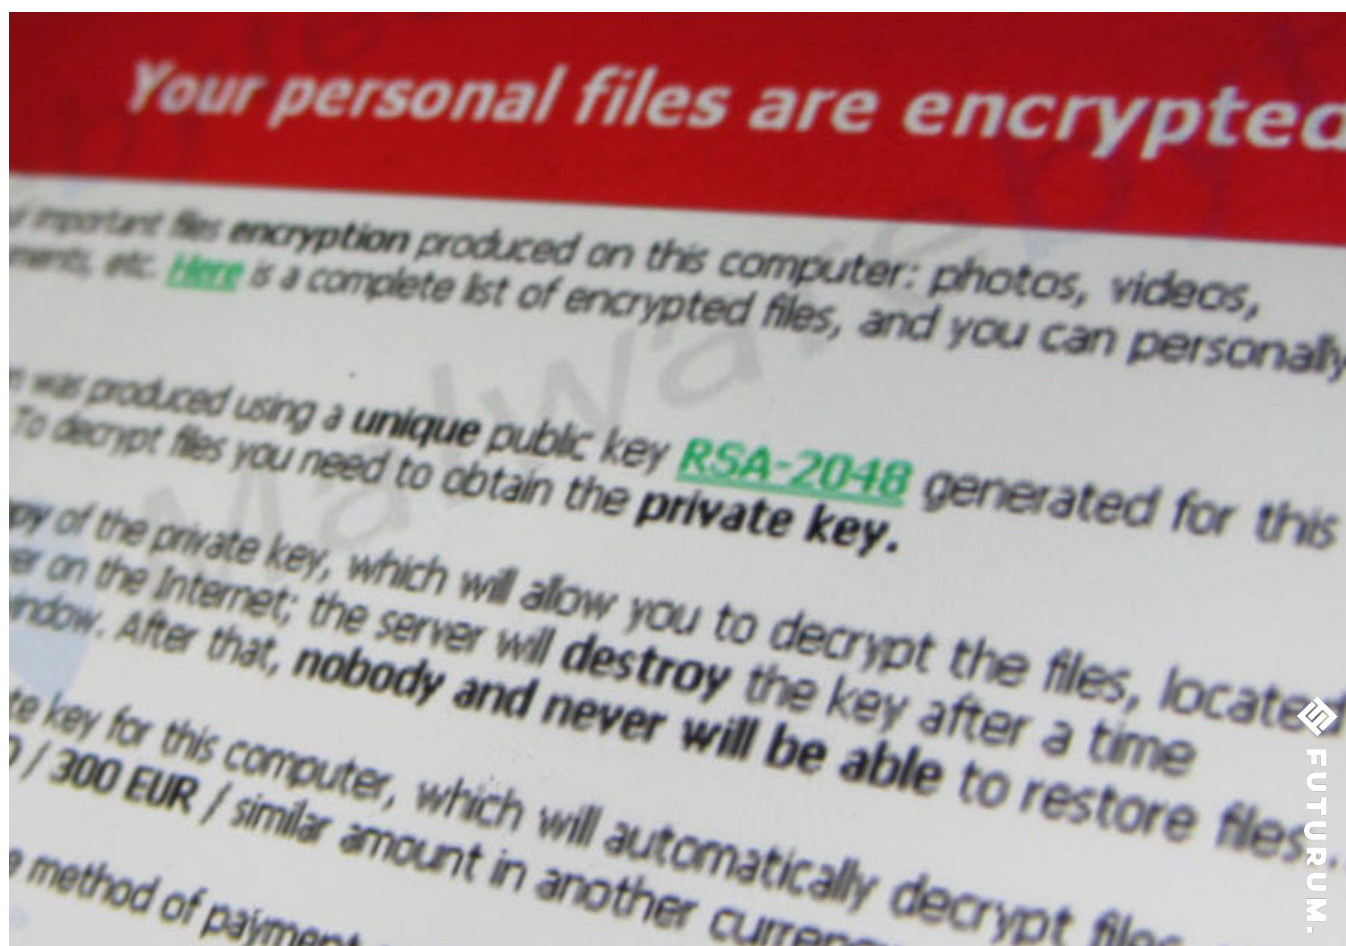 Your personal files are encrypted
important files encryption produced on this computer: photos, videos,
etc. Here is a complete list of encrypted files, and you can personally
was produced using a unique public key RSA-2048 generated for this
To decrypt files you need to obtain the private key.
of the private key, which will allow you to decrypt the files, located
on the Internet; the server will destroy the key after a time
After that, nobody and never will be able to restore files...
key for this computer, which will automatically decrypt files
/ 300 EUR / similar amount in another
method of payment
Malware
FUTURUM.